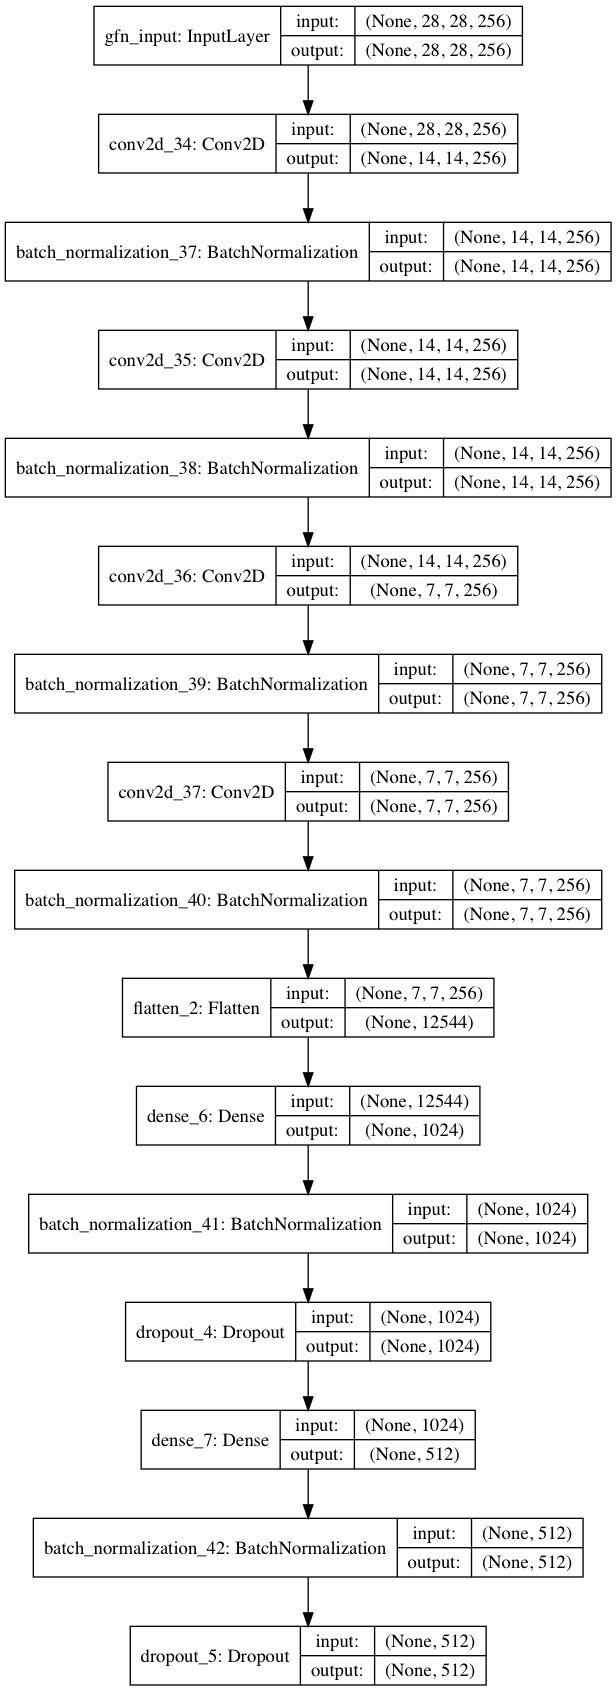 gfn_input: InputLayer
input: (None, 28, 28, 256)
output: (None, 28, 28, 256)
conv2d_34: Conv2D
input: (None, 28, 28, 256)
output: (None, 14, 14, 256)
batch_normalization_37: BatchNormalization
input: (None, 14, 14, 256)
output: (None, 14, 14, 256)
conv2d_35: Conv2D
input: (None, 14, 14, 256)
output: (None, 14, 14, 256)
batch_normalization_38: BatchNormalization
input: (None, 14, 14, 256)
output: (None, 14, 14, 256)
conv2d_36: Conv2D
input: (None, 14, 14, 256)
output: (None, 7, 7, 256)
batch_normalization_39: BatchNormalization
input: (None, 7, 7, 256)
output: (None, 7, 7, 256)
conv2d_37: Conv2D
input: (None, 7, 7, 256)
output: (None, 7, 7, 256)
batch_normalization_40: BatchNormalization
input: (None, 7, 7, 256)
output: (None, 7, 7, 256)
flatten_2: Flatten
input: (None, 7, 7, 256)
output: (None, 12544)
dense_6: Dense
input: (None, 12544)
output: (None, 1024)
batch_normalization_41: BatchNormalization
input: (None, 1024)
output: (None, 1024)
dropout_4: Dropout
input: (None, 1024)
output: (None, 1024)
dense_7: Dense
input: (None, 1024)
output: (None, 512)
batch_normalization_42: BatchNormalization
input: (None, 512)
output: (None, 512)
dropout_5: Dropout
input: (None, 512)
output: (None, 512)